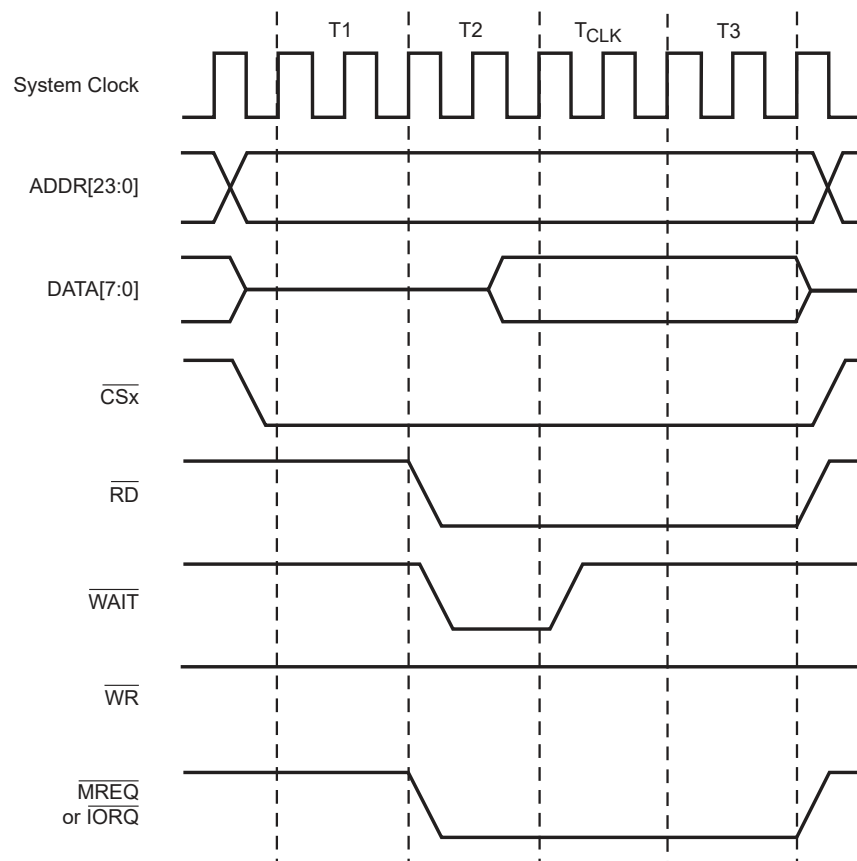 T1 T2 TCLK T3
System Clock
ADDR[23:0]
DATA[7:0]
CSx
RD
WAIT
WR
MREQ
or IORQ